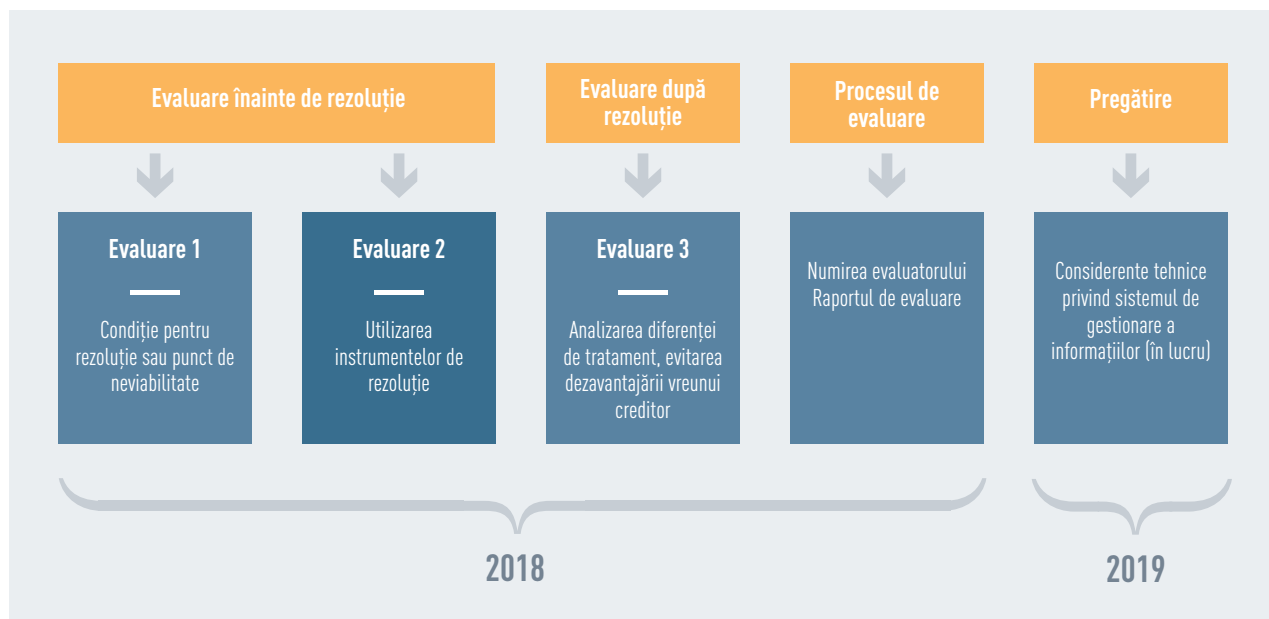 Evaluare înainte de rezoluție
Evaluare după
rezoluție
Procesul de
evaluare
Pregătire
Evaluare 1
Condiție pentru
rezoluție sau punct de
neviabilitate
Evaluare 2
Utilizarea
instrumentelor de
rezoluție
Evaluare 3
Analizarea diferenței
de tratament, evitarea
dezavantajării vreunui
creditor
Numirea evaluatorului
Raportul de evaluare
Considerente tehnice
privind sistemul de
gestionare a
informațiilor (în lucru)
2018
2019